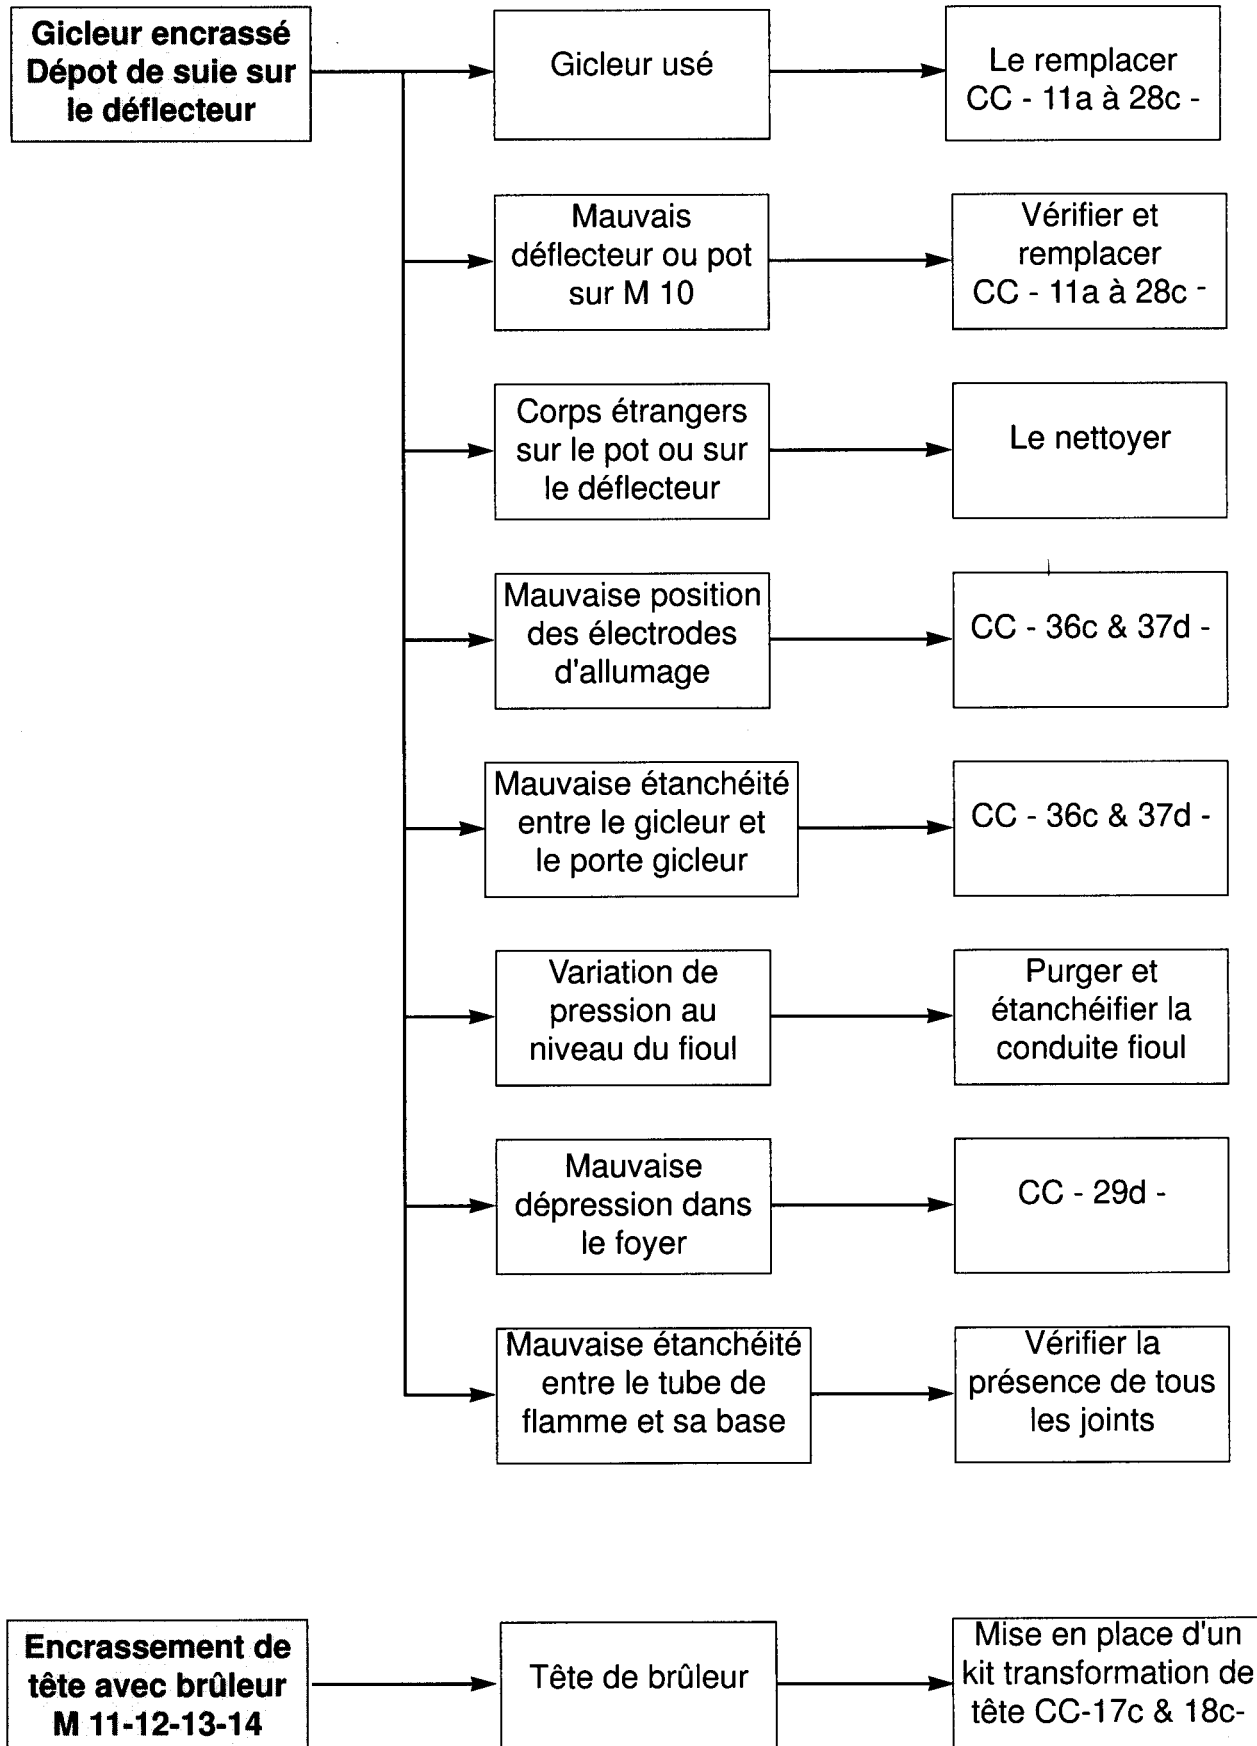 Gicleur encrassé
Dépot de suie sur
le déflecteur
Gicleur usé
Le remplacer
CC - 11a à 28c -
Mauvais
déflecteur ou pot
sur M 10
Vérifier et
remplacer
CC - 11a à 28c -
Corps étrangers
sur le pot ou sur
le déflecteur
Le nettoyer
Mauvaise position
des électrodes
d'allumage
CC - 36c & 37d -
Mauvaise étanchéité
entre le gicleur et
le porte gicleur
CC - 36c & 37d -
Variation de
pression au
niveau du fioul
Purger et
étanchéifier la
conduite fioul
Mauvaise
dépression dans
le foyer
CC - 29d -
Mauvaise étanchéité
entre le tube de
flamme et sa base
Vérifier la
présence de tous
les joints
Encrassement de
tête avec brûleur
M 11-12-13-14
Tête de brûleur
Mise en place d'un
kit transformation de
tête CC-17c & 18c-